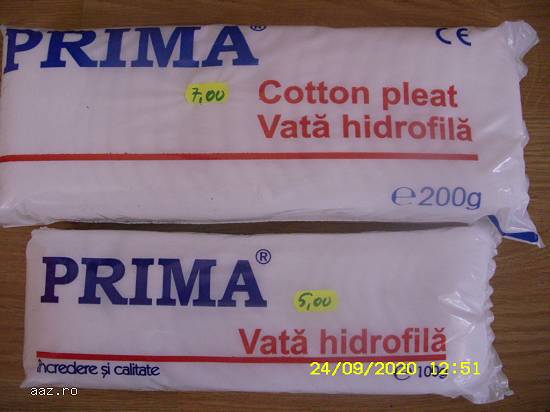 PRIMA®
CE
7,00
Cotton pleat
Vată hidrofilă
℮200g
PRIMA®
5,00
Vată hidrofilă
încredere și calitate
℮ 100g
24/09/2020 12:51
aaz.ro